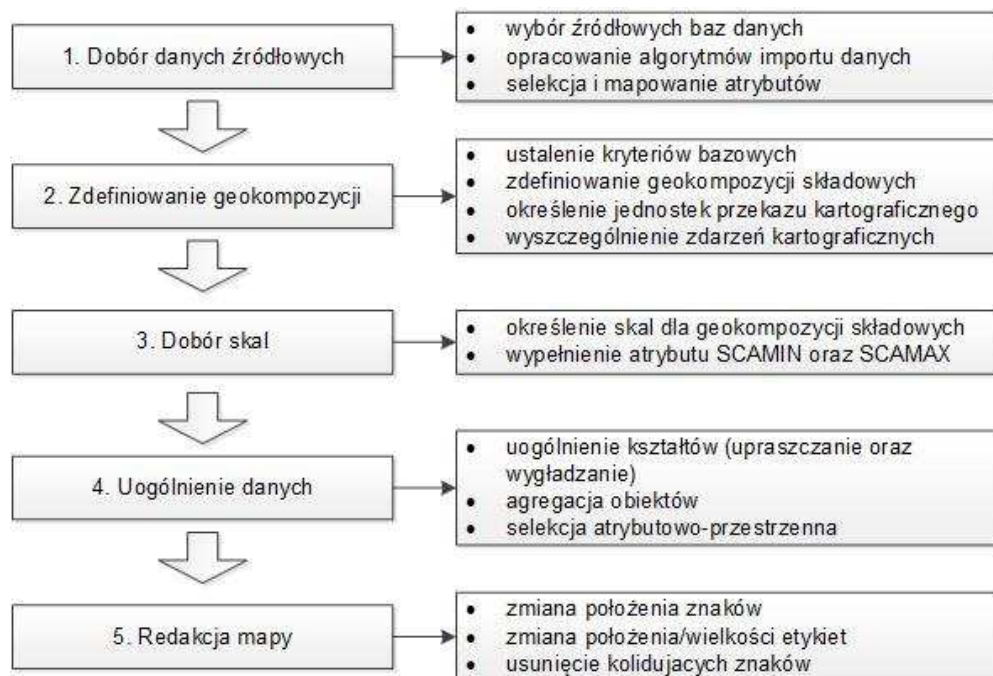 1. Dobór danych źródłowych
• wybór źródłowych baz danych
• opracowanie algorytmów importu danych
• selekcja i mapowanie atrybutów
2. Zdefiniowanie geokompozycji
• ustalenie kryteriów bazowych
• zdefiniowanie geokompozycji składowych
• określenie jednostek przekazu kartograficznego
• wyszczególnienie zdarzeń kartograficznych
3. Dobór skal
• określenie skal dla geokompozycji składowych
• wypełnienie atrybutu SCAMIN oraz SCAMAX
4. Uogólnienie danych
• uogólnienie kształtów (upraszczanie oraz
wygładzanie)
• agregacja obiektów
• selekcja atrybutowo-przestrzenna
5. Redakcja mapy
• zmiana położenia znaków
• zmiana położenia/wielkości etykiet
• usunięcie kolidujacych znaków